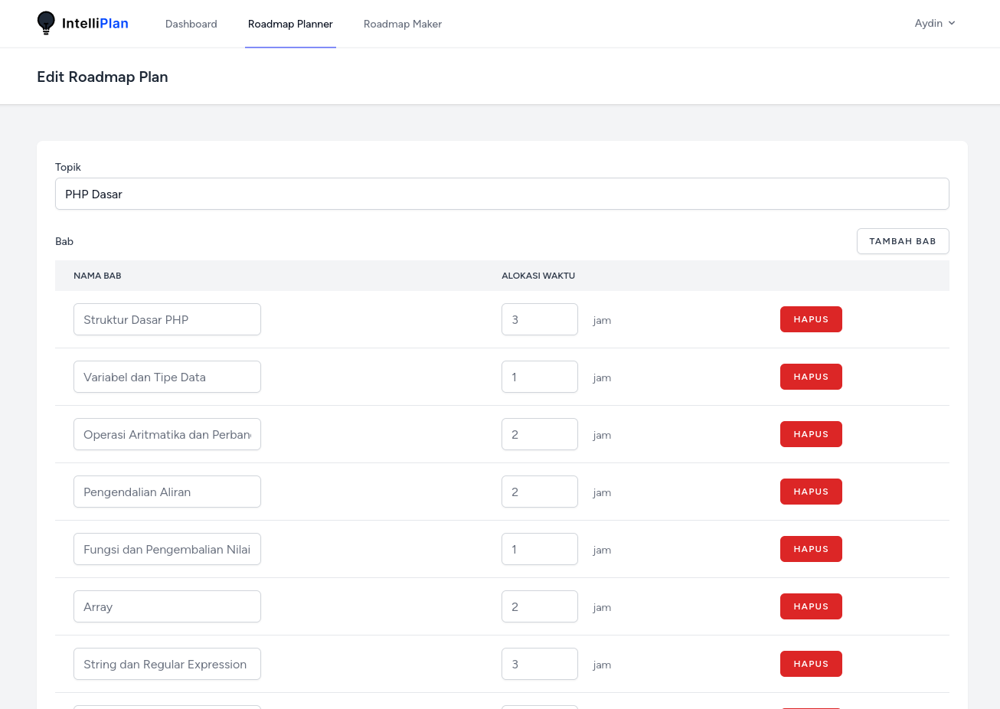 IntelliPlan Dashboard Roadmap Planner Roadmap Maker Aydin
Edit Roadmap Plan
Topik
PHP Dasar
Bab TAMBAH BAB
NAMA BAB ALOKASI WAKTU
Struktur Dasar PHP 3 jam HAPUS
Variabel dan Tipe Data 1 jam HAPUS
Operasi Aritmatika dan 2 jam HAPUS
Pengendalian Aliran 2 jam HAPUS
Fungsi dan Pengembalian Nilai 1 jam HAPUS
Array 2 jam HAPUS
String dan Regular Expression 3 jam HAPUS